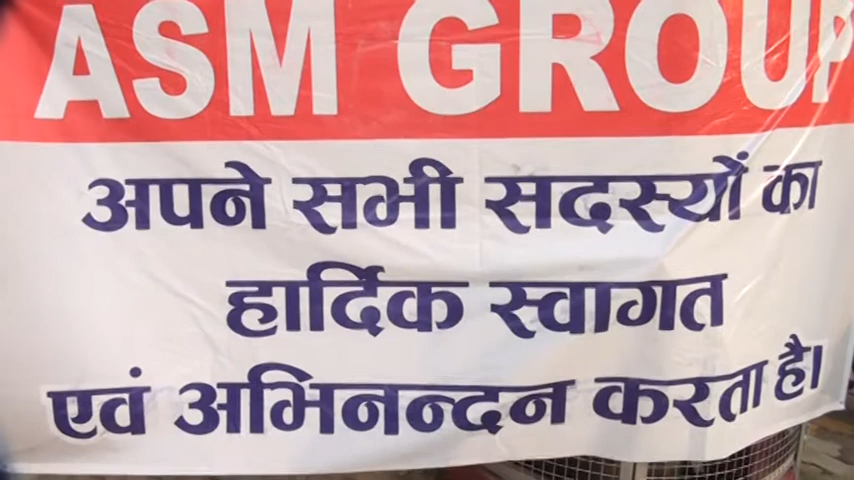 ASM GROUP
अपने सभी सदस्यों का
हार्दिक स्वागत
एवं अभिनन्दन करता है।